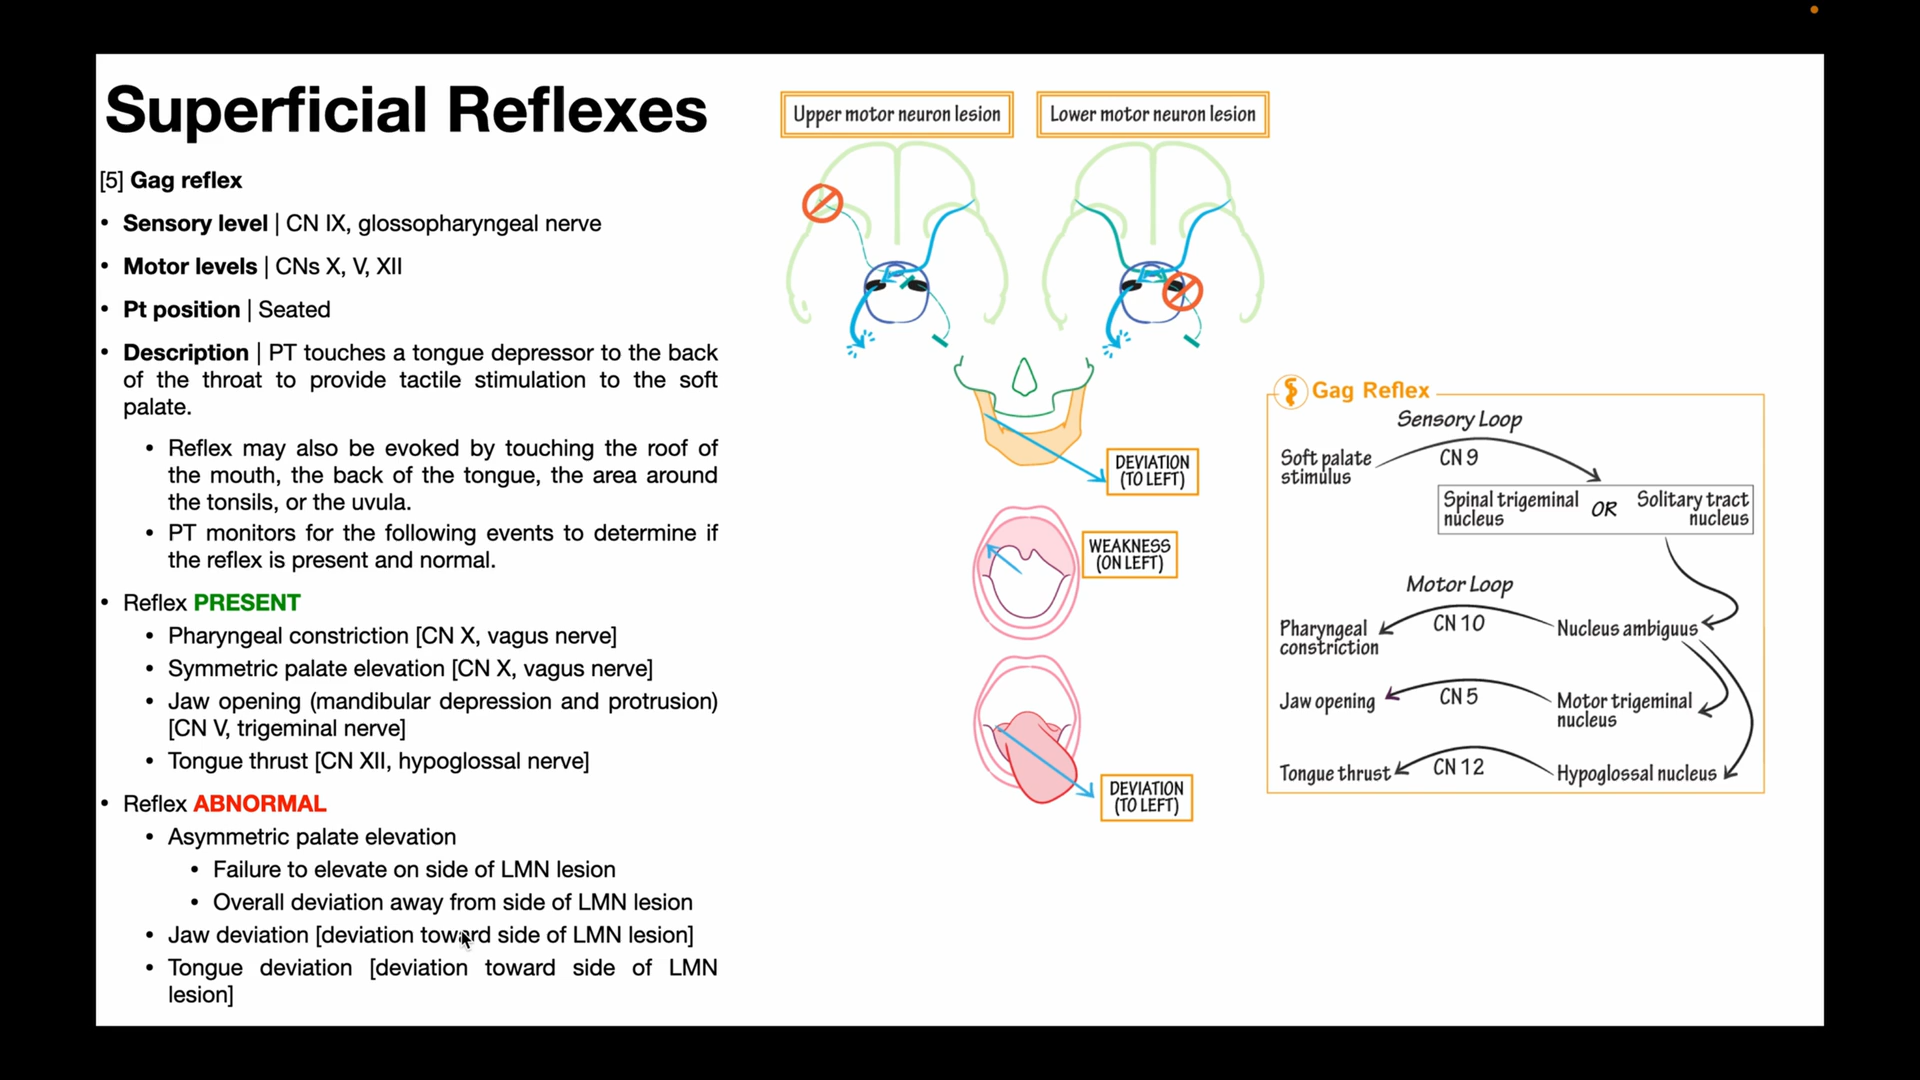 Superficial Reflexes
[5] Gag reflex
• Sensory level | CN IX, glossopharyngeal nerve
• Motor levels | CNs X, V, XII
• Pt position | Seated
• Description | PT touches a tongue depressor to the back
of the throat to provide tactile stimulation to the soft
palate.
• Reflex may also be evoked by touching the roof of
the mouth, the back of the tongue, the area around
the tonsils, or the uvula.
• PT monitors for the following events to determine if
the reflex is present and normal.
• Reflex PRESENT
• Pharyngeal constriction [CN X, vagus nerve]
• Symmetric palate elevation [CN X, vagus nerve]
• Jaw opening (mandibular depression and protrusion)
[CN V, trigeminal nerve]
• Tongue thrust [CN XII, hypoglossal nerve]
• Reflex ABNORMAL
• Asymmetric palate elevation
• Failure to elevate on side of LMN lesion
• Overall deviation away from side of LMN lesion
• Jaw deviation [deviation toward side of LMN lesion]
• Tongue deviation [deviation toward side of LMN
lesion]
Upper motor neuron lesion
Lower motor neuron lesion
DEVIATION
(TO LEFT)
WEAKNESS
(ON LEFT)
DEVIATION
(TO LEFT)
Gag Reflex
Sensory Loop
Soft palate
stimulus
CN 9
Spinal trigeminal
nucleus
OR
Solitary tract
nucleus
Motor Loop
Pharyngeal
constriction
CN 10
Nucleus ambiguus
Jaw opening
CN 5
Motor trigeminal
nucleus
Tongue thrust
CN 12
Hypoglossal nucleus